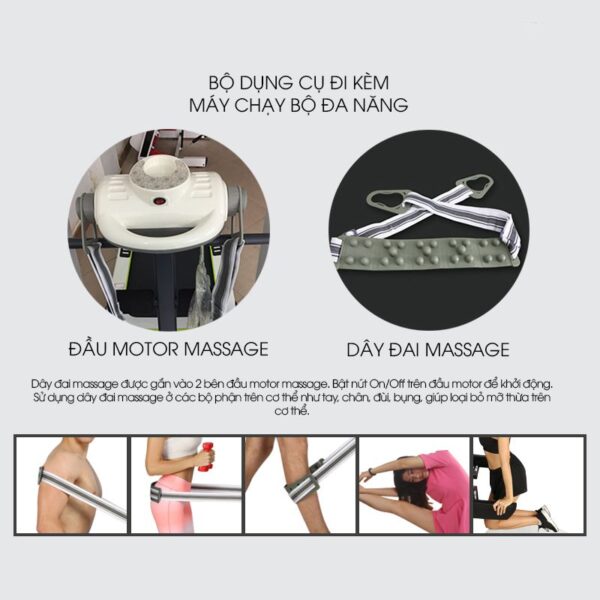 BỘ DỤNG CỤ ĐI KÈM
MÁY CHẠY BỘ ĐA NĂNG
ĐẦU MOTOR MASSAGE
DÂY ĐAI MASSAGE
Dây đai massage được gắn vào 2 bên đầu motor massage. Bật nút On/Off trên đầu motor để khởi động.
Sử dụng dây đai massage ở các bộ phận trên cơ thể như tay, chân, đùi, bụng, giúp loại bỏ mỡ thừa trên
cơ thể.